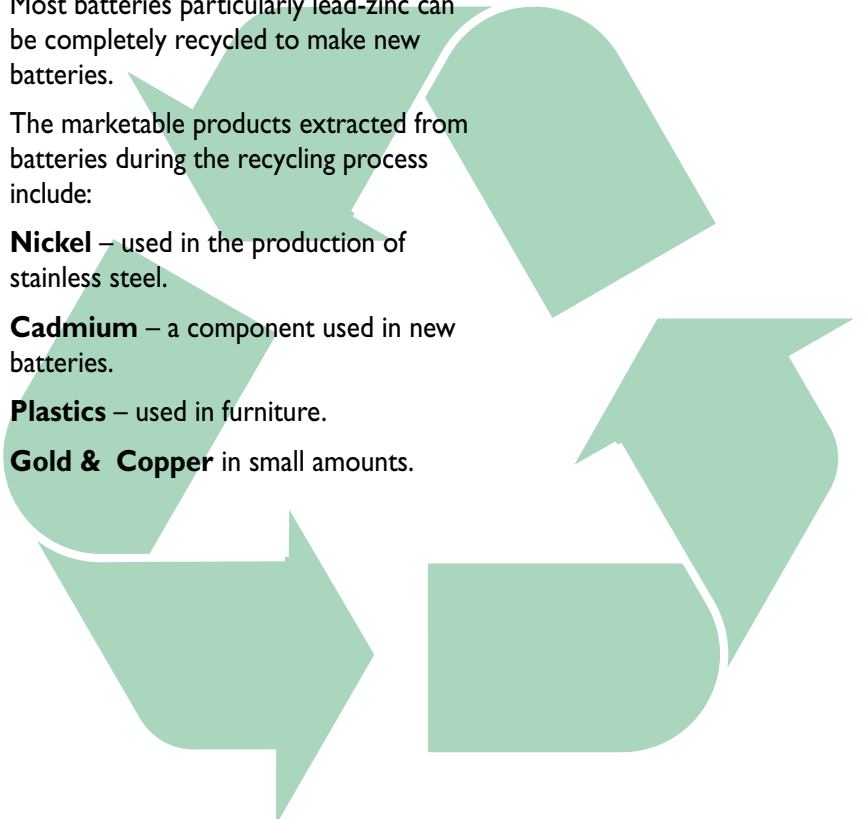 Most batteries particularly lead-zinc can
be completely recycled to make new
batteries.
The marketable products extracted from
batteries during the recycling process
include:
Nickel – used in the production of
stainless steel.
Cadmium – a component used in new
batteries.
Plastics – used in furniture.
Gold &  Copper in small amounts.